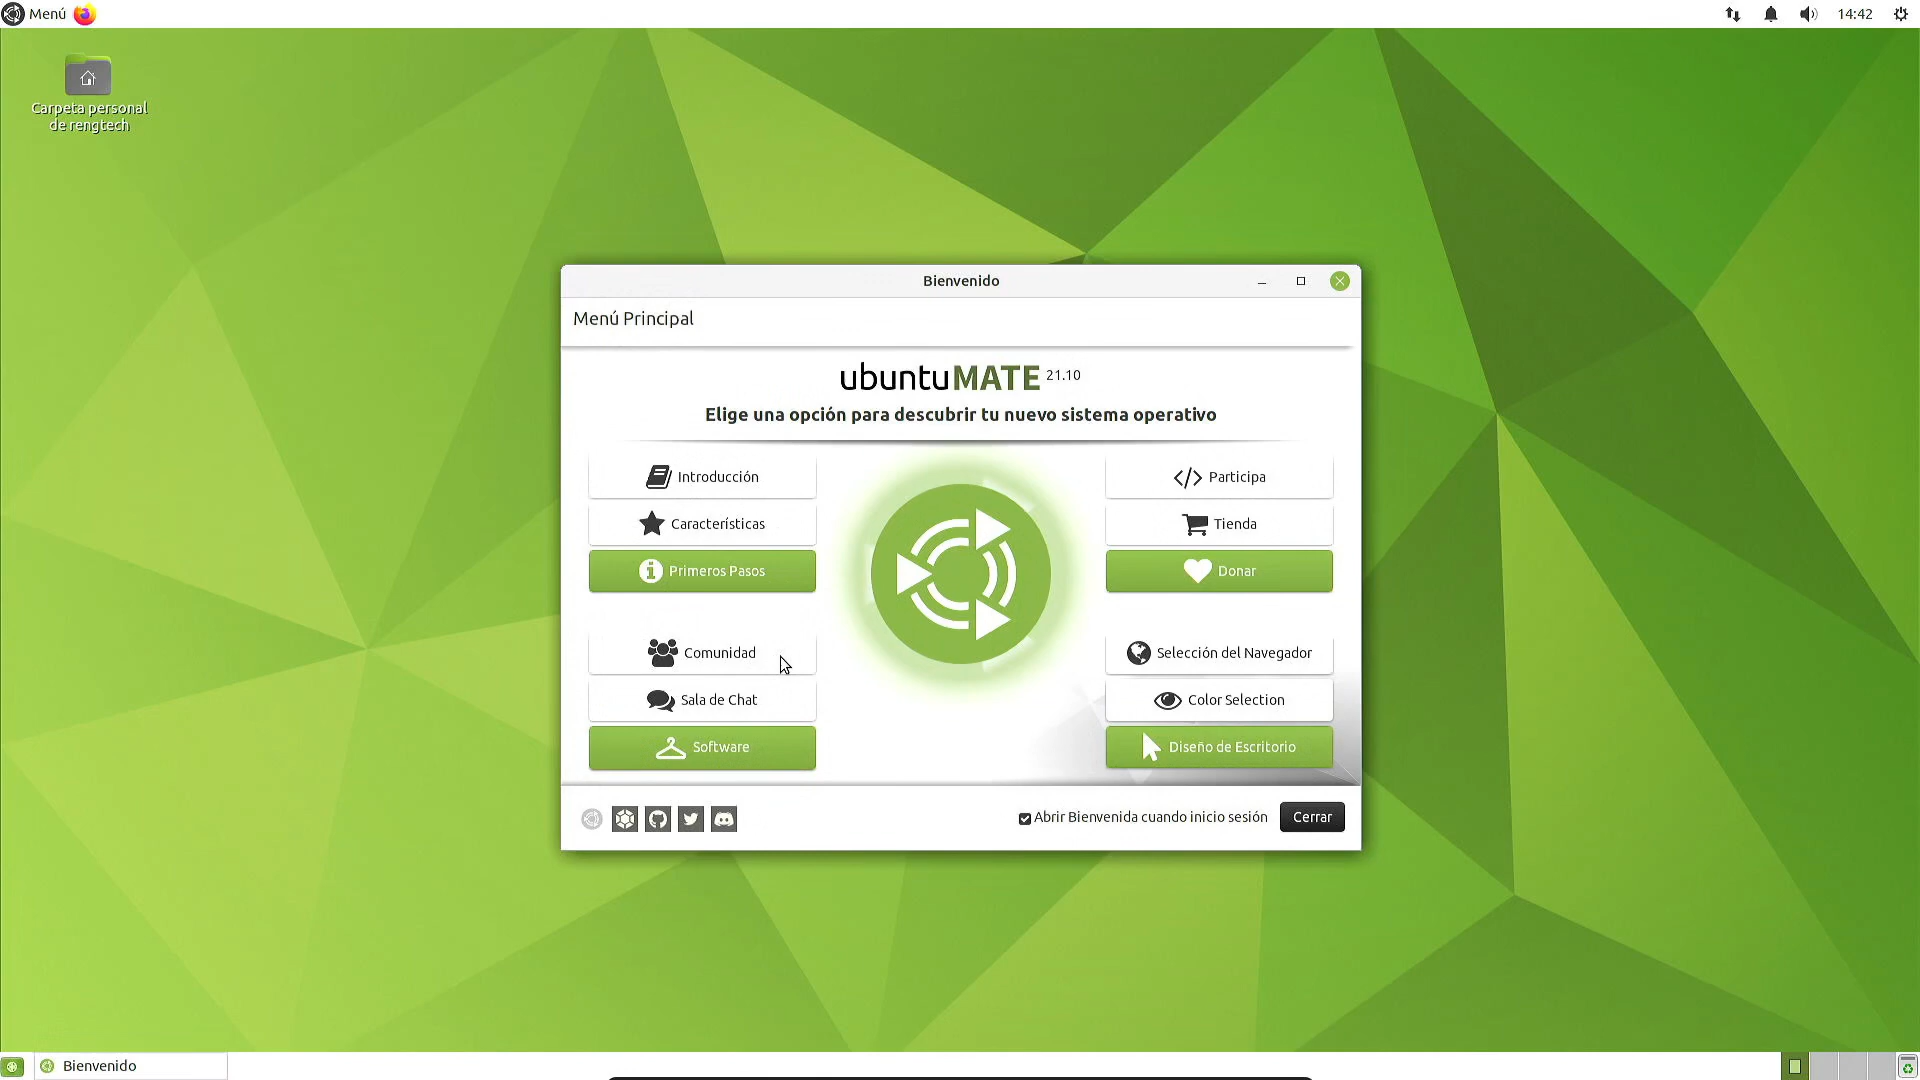 Menú
14:42
Carpeta personal
de rengtech
Bienvenido
Menú Principal
ubuntu MATE 21.10
Elige una opción para descubrir tu nuevo sistema operativo
Introducción
Participa
Características
Tienda
Primeros Pasos
Donar
Comunidad
Selección del Navegador
Sala de Chat
Color Selection
Software
Diseño de Escritorio
Abrir Bienvenida cuando inicio sesión
Cerrar
Bienvenido